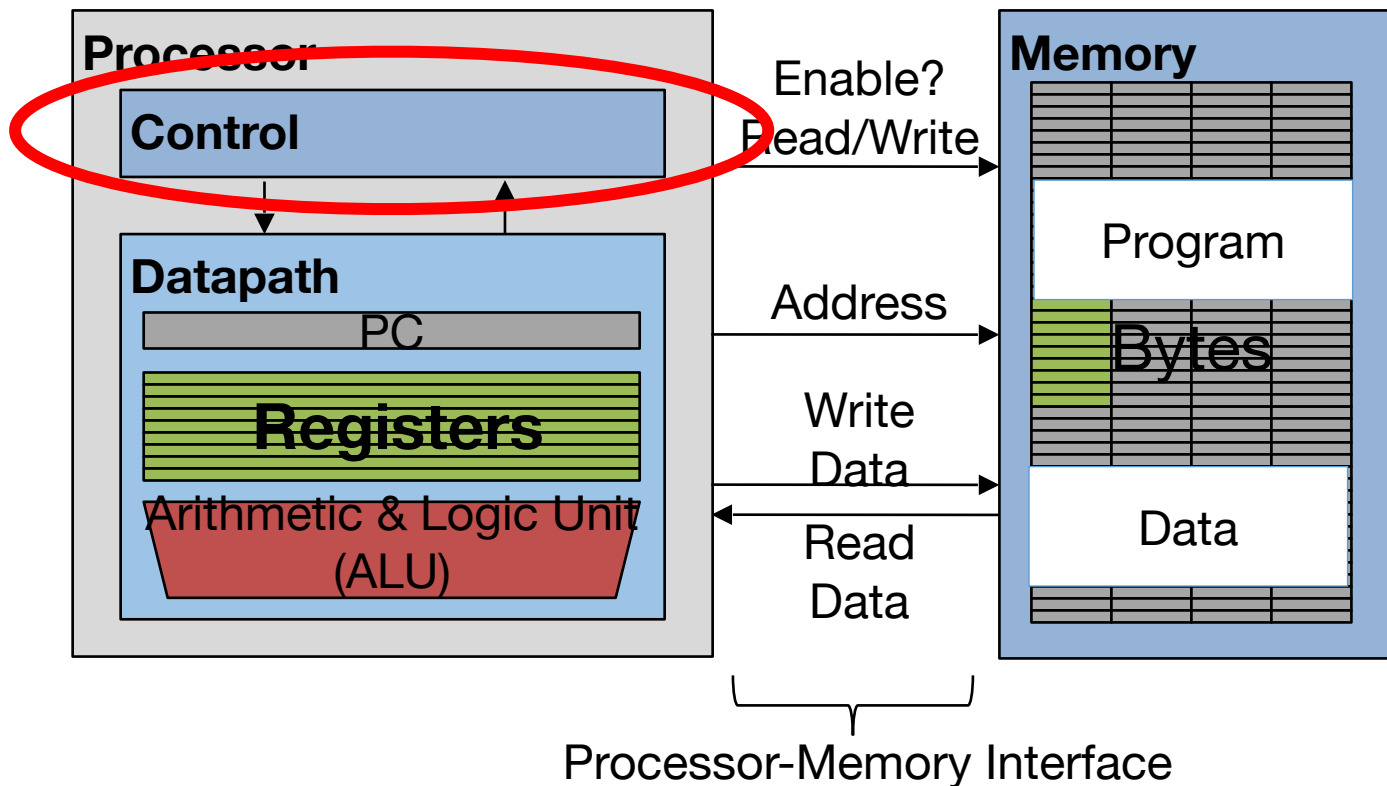 Processor
Control
Datapath
PC
Registers
Arithmetic & Logic Unit
(ALU)
Enable?
Read/Write
Address
Write
Data
Read
Data
Memory
Program
Bytes
Data
Processor-Memory Interface